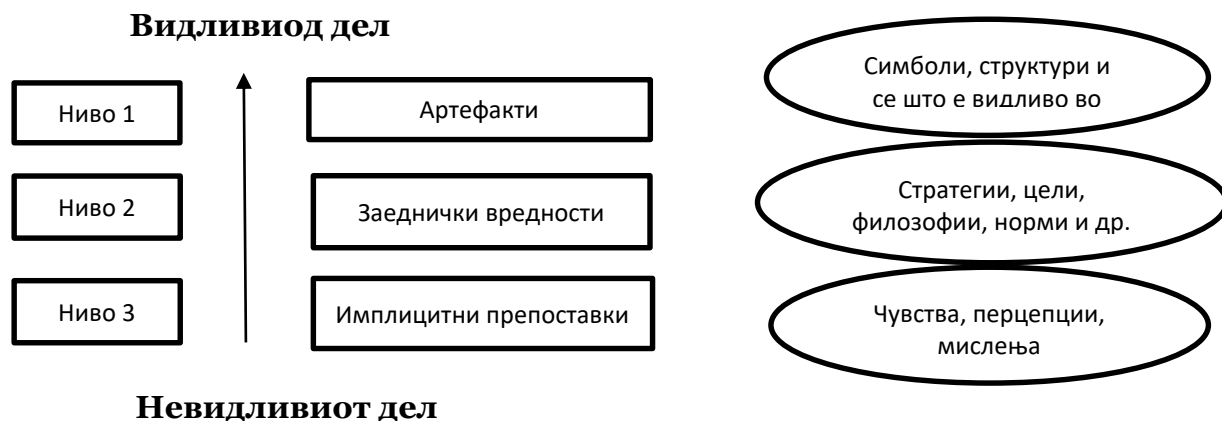 Видливиод дел
Ниво 1
Артефакти
Симболи, структури и
се што е видливо во
Ниво 2
Заеднички вредности
Стратегии, цели,
филозофии, норми и др.
Ниво 3
Имплицитни препоставки
Чувства, перцепции,
мислења
Невидливиот дел